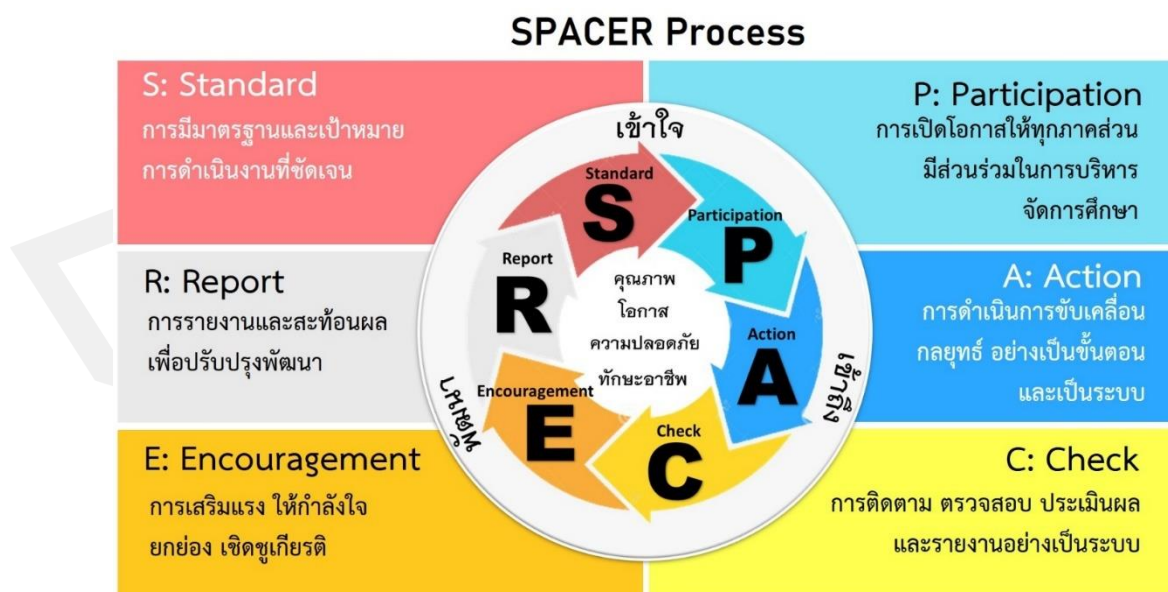 SPACER Process
S: Standard
การมีมาตรฐานและเป้าหมาย
การดำเนินงานที่ชัดเจน
P: Participation
การเปิดโอกาสให้ทุกภาคส่วน
มีส่วนร่วมในการบริหาร
จัดการศึกษา
R: Report
การรายงานและสะท้อนผล
เพื่อปรับปรุงพัฒนา
A: Action
การดำเนินการขับเคลื่อน
กลยุทธ์ อย่างเป็นขั้นตอน
และเป็นระบบ
E: Encouragement
การเสริมแรง ให้กำลังใจ
ยกย่อง เชิดชูเกียรติ
C: Check
การติดตาม ตรวจสอบ ประเมินผล
และรายงานอย่างเป็นระบบ
เข้าใจ
เข้าถึง
พัฒนา
Standard
S
Participation
P
Action
A
Check
C
Encouragement
E
Report
R
คุณภาพ
โอกาส
ความปลอดภัย
ทักษะอาชีพ